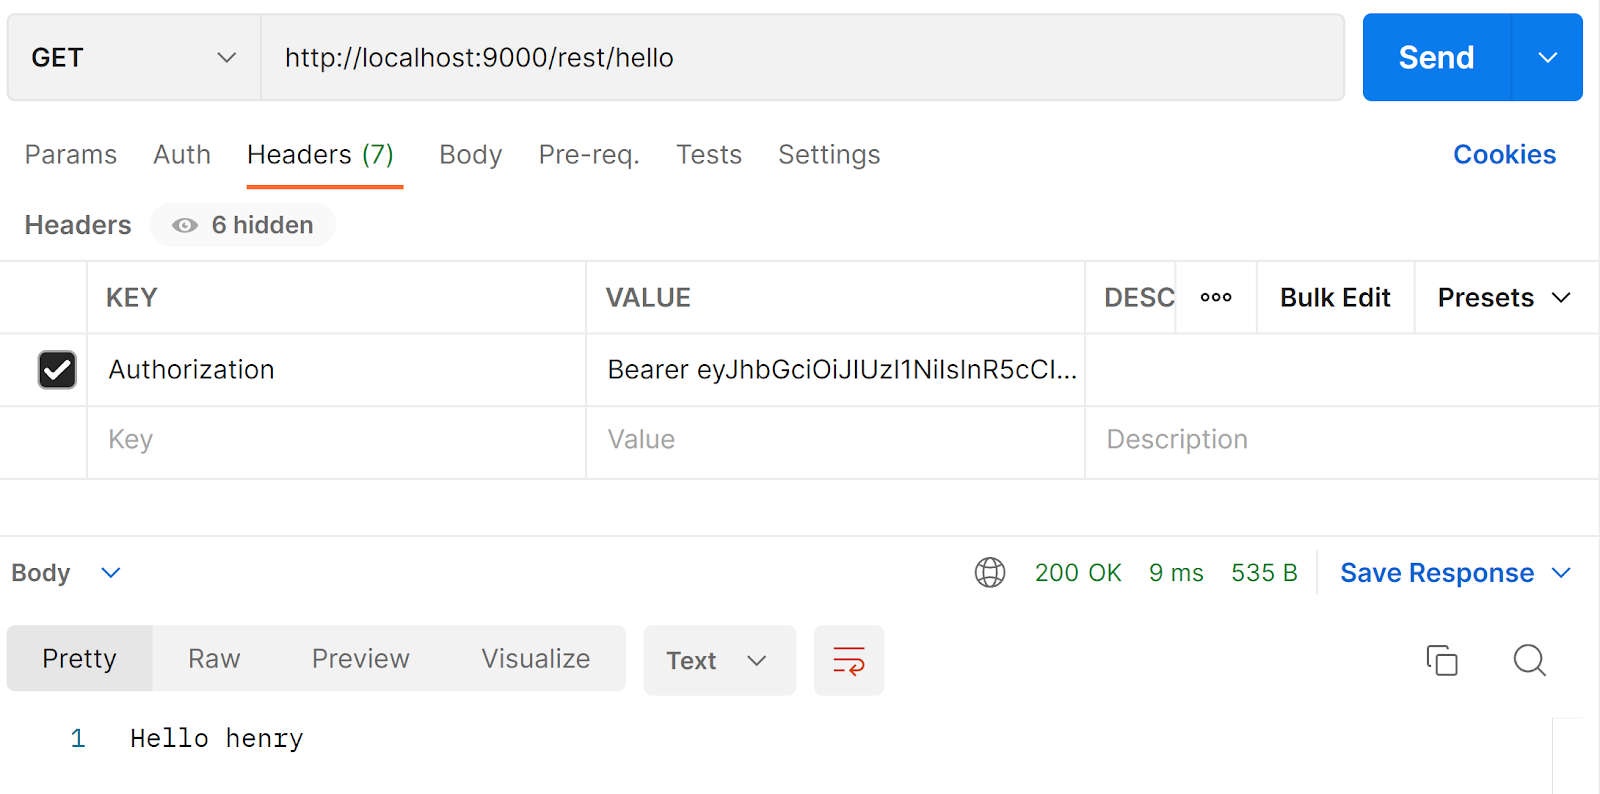 GET http://localhost:9000/rest/hello Send
Params Auth Headers (7) Body Pre-req. Tests Settings Cookies
Headers 6 hidden
KEY VALUE DESC ooo Bulk Edit Presets
Authorization Bearer eyJhbGciOiJIUzI1NiIsInR5cCI...
Key Value Description
Body 200 OK 9 ms 535 B Save Response
Pretty Raw Preview Visualize Text
1 Hello henry